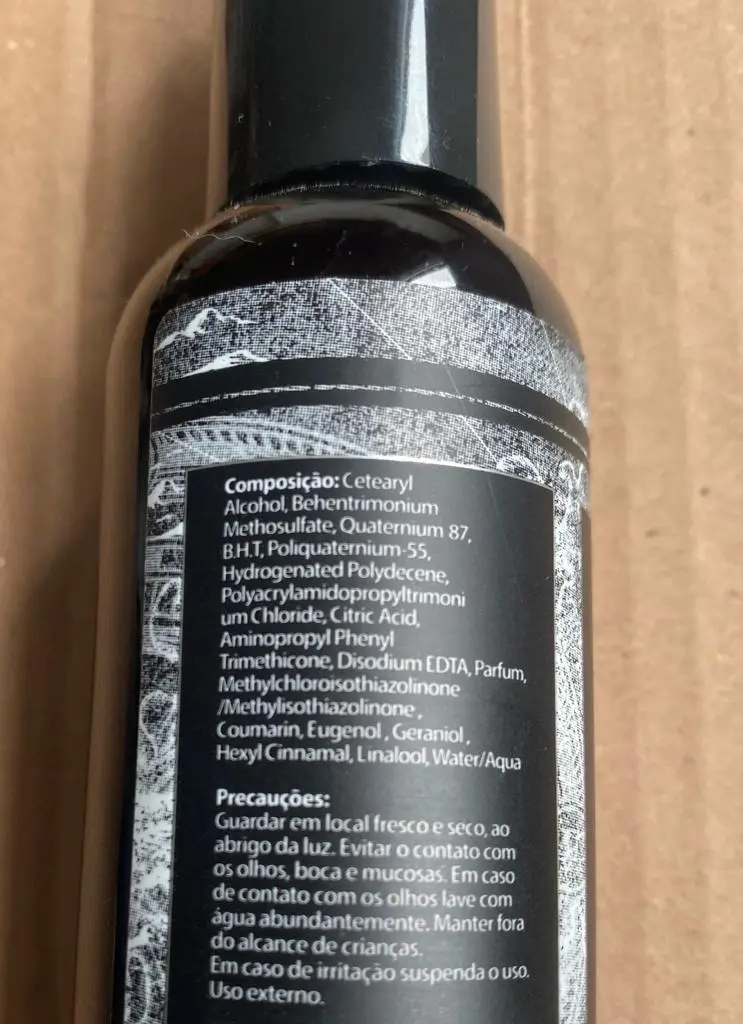 Composição: Cetearyl
Alcohol, Behentrimonium
Methosulfate, Quaternium 87,
B.H.T, Poliquaternium-55,
Hydrogenated Polydecene,
Polyacrylamidopropyltrimoni
um Chloride, Citric Acid,
Aminopropyl Phenyl
Trimethicone, Disodium EDTA, Parfum,
Methylchloroisothiazolinone
/Methylisothiazolinone ,
Coumarin, Eugenol , Geraniol ,
Hexyl Cinnamal, Linalool, Water/Aqua
Precauções:
Guardar em local fresco e seco, ao
abrigo da luz. Evitar o contato com
os olhos, boca e mucosas. Em caso
de contato com os olhos lave com
água abundantemente. Manter fora
do alcance de crianças.
Em caso de irritação suspenda o uso.
Uso externo.